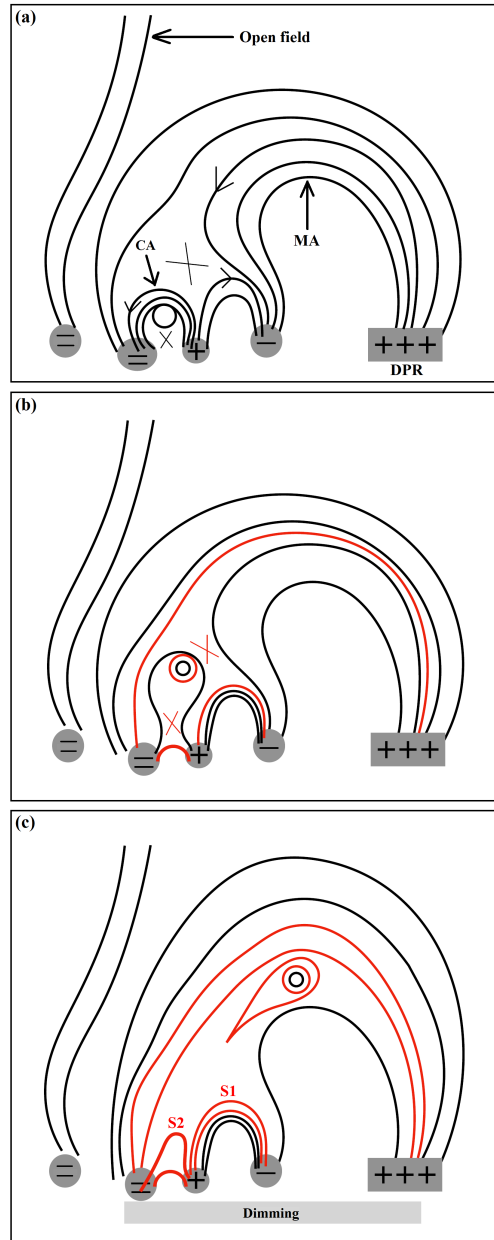 (a)
Open field
CA
MA
= = + − + + +
DPR
(b)
= = + − + + +
(c)
S1
S2
= = + − + + +
Dimming